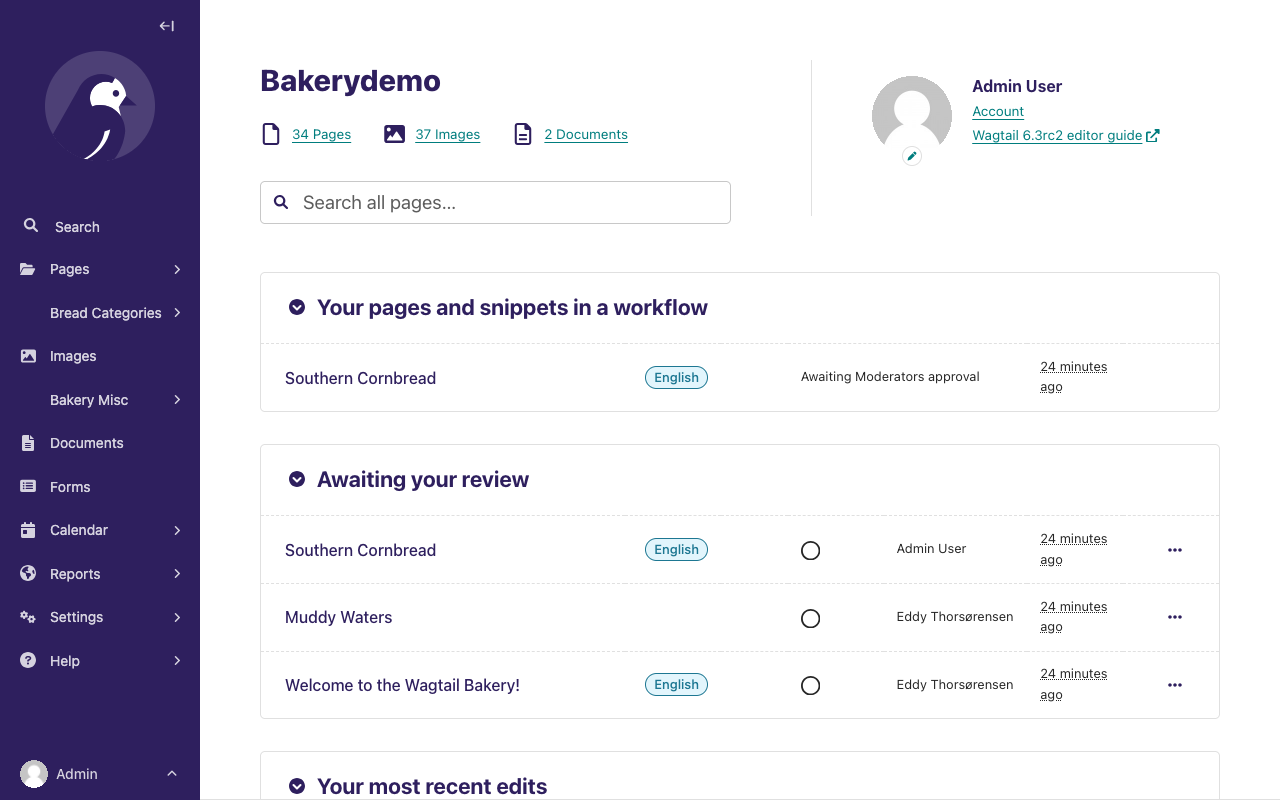 Bakerydemo
34 Pages 37 Images 2 Documents
Search all pages…
Admin User
Account
Wagtail 6.3rc2 editor guide
Search
Pages
Bread Categories
Images
Bakery Misc
Documents
Forms
Calendar
Reports
Settings
Help
Admin
Your pages and snippets in a workflow
Southern Cornbread English Awaiting Moderators approval 24 minutes
ago
Awaiting your review
Southern Cornbread English Admin User 24 minutes
ago
Muddy Waters Eddy Thorsørensen 24 minutes
ago
Welcome to the Wagtail Bakery! English Eddy Thorsørensen 24 minutes
ago
Your most recent edits